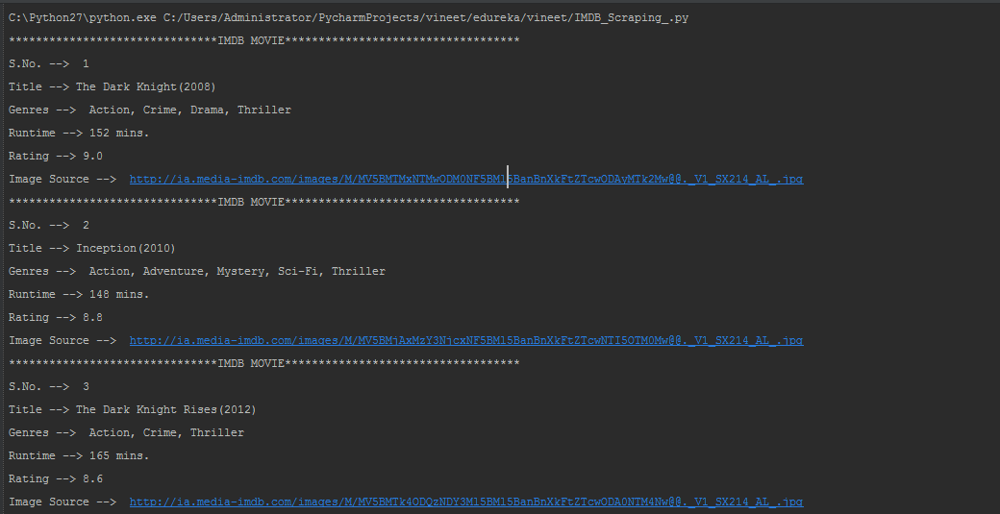 C:\Python27\python.exe C:/Users/Administrator/PycharmProjects/vineet/edureka/vineet/IMDB_Scraping_.py
*******************************IMDB MOVIE***********************************
S.No. -->  1
Title --> The Dark Knight(2008)
Genres -->  Action, Crime, Drama, Thriller
Runtime --> 152 mins.
Rating --> 9.0
Image Source -->  http://ia.media-imdb.com/images/M/MV5BMTMxNTMwODM0NF5BMl5BanBnXkFtZTcwODAyMTk2Mw@@._V1_SX214_AL_.jpg
*******************************IMDB MOVIE***********************************
S.No. -->  2
Title --> Inception(2010)
Genres -->  Action, Adventure, Mystery, Sci-Fi, Thriller
Runtime --> 148 mins.
Rating --> 8.8
Image Source -->  http://ia.media-imdb.com/images/M/MV5BMjAxMzY3NjcxNF5BMl5BanBnXkFtZTcwNTI5OTM0Mw@@._V1_SX214_AL_.jpg
*******************************IMDB MOVIE***********************************
S.No. -->  3
Title --> The Dark Knight Rises(2012)
Genres -->  Action, Crime, Thriller
Runtime --> 165 mins.
Rating --> 8.6
Image Source -->  http://ia.media-imdb.com/images/M/MV5BMTk4ODQzNDY3Ml5BMl5BanBnXkFtZTcwODA0NTM4Nw@@._V1_SX214_AL_.jpg